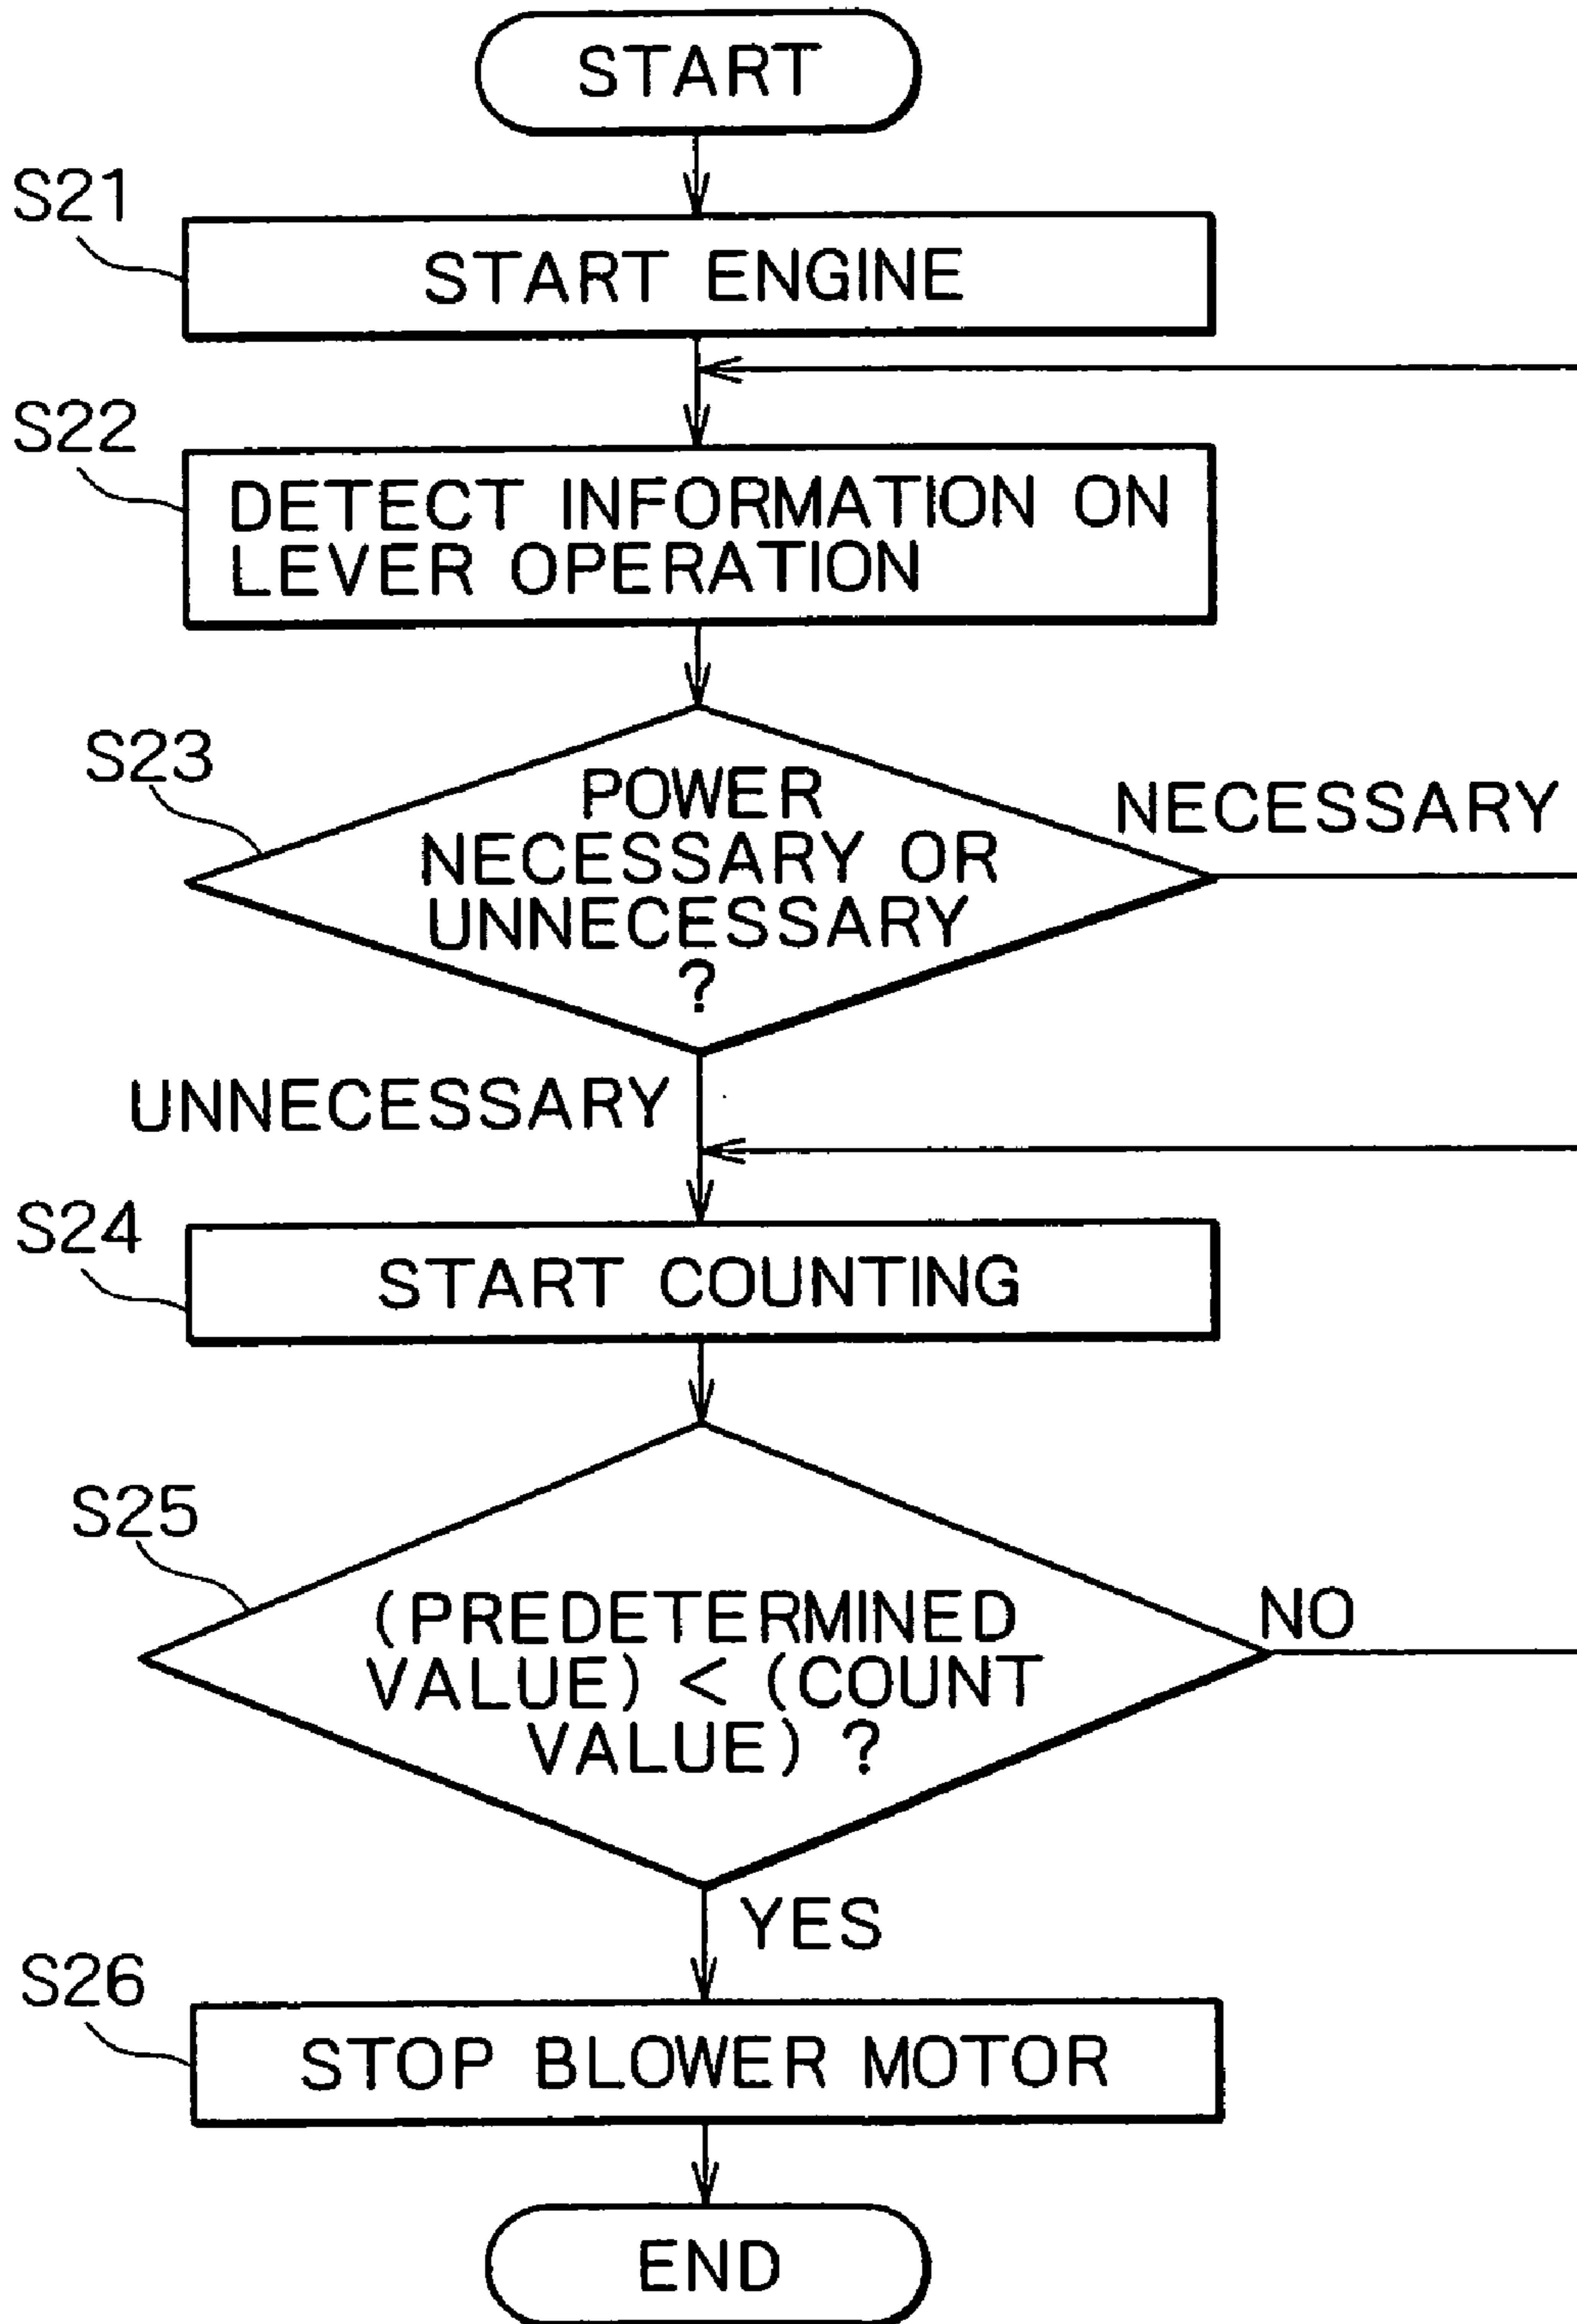 START
S21
START ENGINE
S22
DETECT INFORMATION ON
LEVER OPERATION
S23
POWER
NECESSARY OR
UNNECESSARY
?
NECESSARY
UNNECESSARY
S24
START COUNTING
S25
(PREDETERMINED
VALUE) < (COUNT
VALUE) ?
NO
YES
S26
STOP BLOWER MOTOR
END